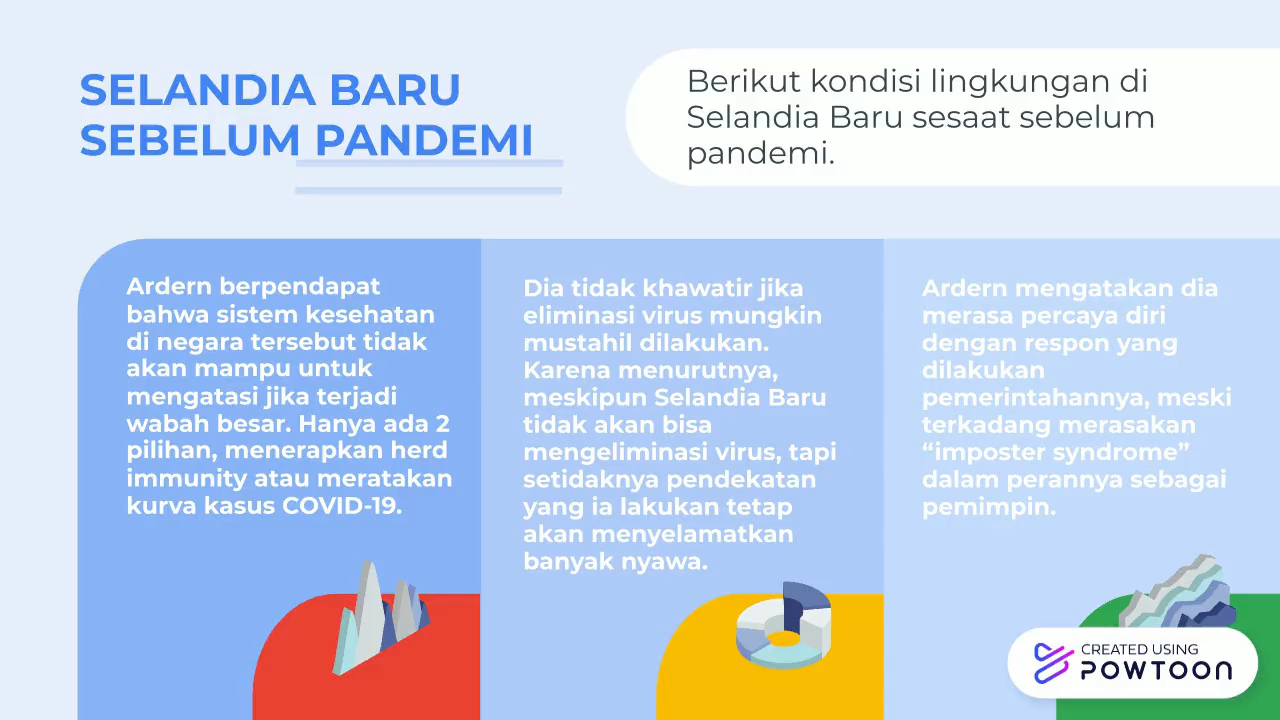 SELANDIA BARU
SEBELUM PANDEMI
Berikut kondisi lingkungan di
Selandia Baru sesaat sebelum
pandemi.
Ardern berpendapat
bahwa sistem kesehatan
di negara tersebut tidak
akan mampu untuk
mengatasi jika terjadi
wabah besar. Hanya ada 2
pilihan, menerapkan herd
immunity atau meratakan
kurva kasus COVID-19.
Dia tidak khawatir jika
eliminasi virus mungkin
mustahil dilakukan.
Karena menurutnya,
meskipun Selandia Baru
tidak akan bisa
mengeliminasi virus, tapi
setidaknya pendekatan
yang ia lakukan tetap
akan menyelamatkan
banyak nyawa.
Ardern mengatakan dia
merasa percaya diri
dengan respon yang
dilakukan
pemerintahannya, meski
terkadang merasakan
“imposter syndrome”
dalam perannya sebagai
pemimpin.
CREATED USING
POWTOON